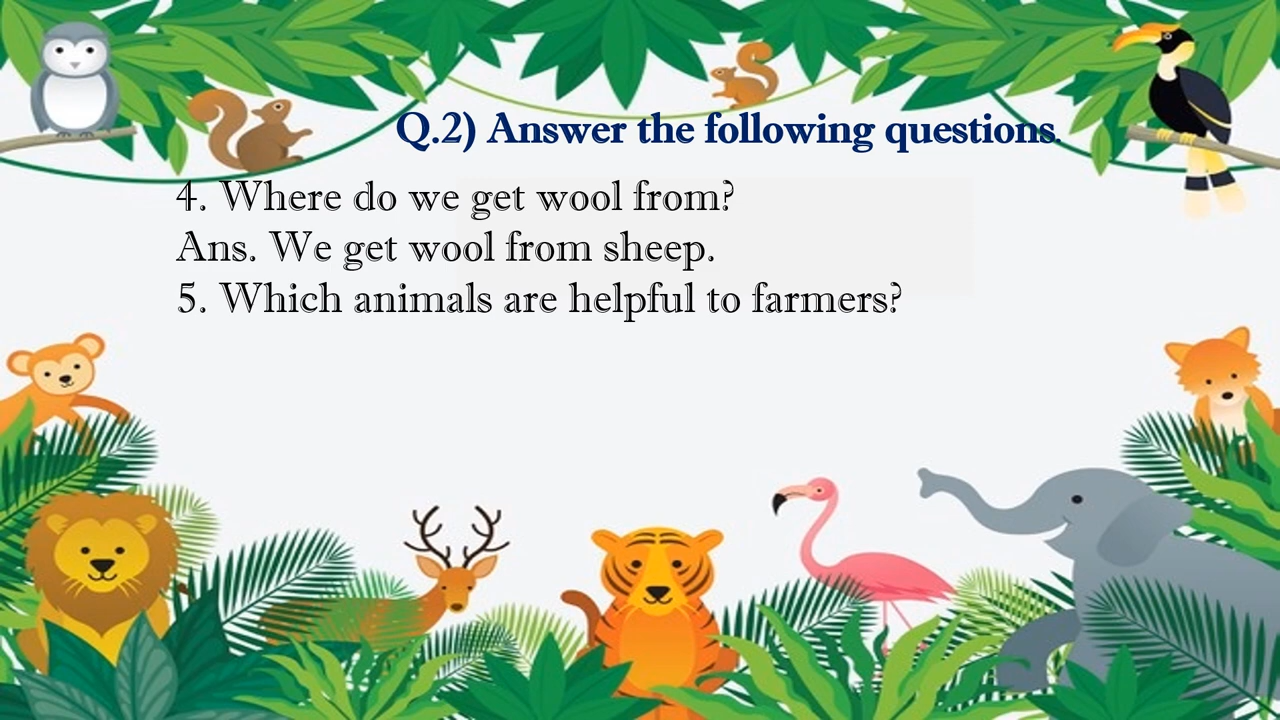 Q.2) Answer the following questions.
4. Where do we get wool from?
Ans. We get wool from sheep.
5. Which animals are helpful to farmers?